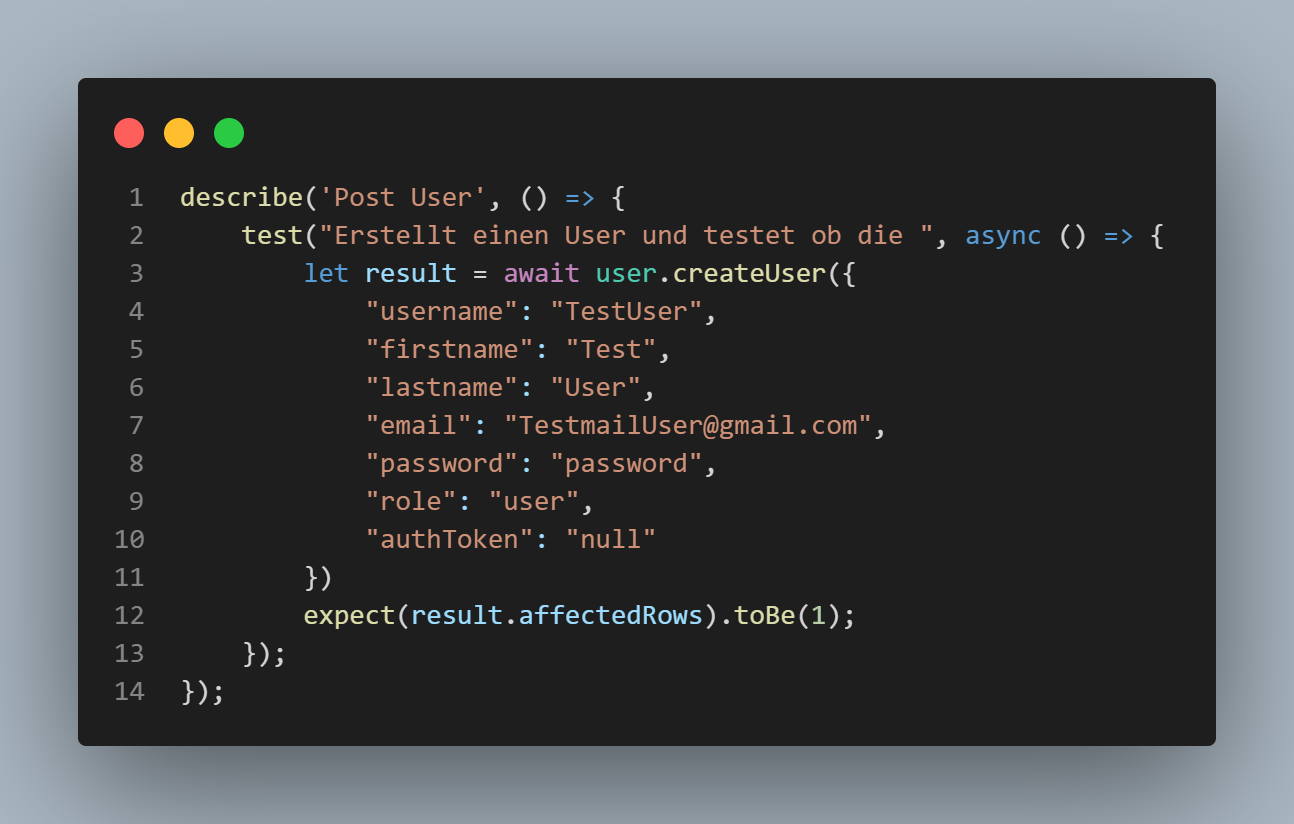 1 describe('Post User', () => {
2     test("Erstellt einen User und testet ob die ", async () => {
3         let result = await user.createUser({
4             "username": "TestUser",
5             "firstname": "Test",
6             "lastname": "User",
7             "email": "TestmailUser@gmail.com",
8             "password": "password",
9             "role": "user",
10             "authToken": "null"
11         })
12         expect(result.affectedRows).toBe(1);
13     });
14 });